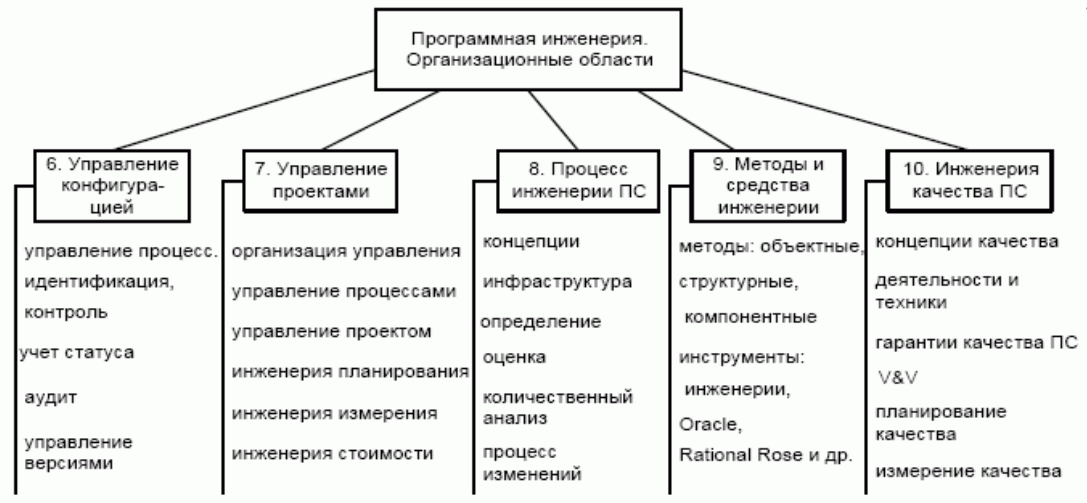 Программная инженерия.
Организационные области
6. Управление
конфигура-
цией
управление процесс.
идентификация,
контроль
учет статуса
аудит
управление
версиями
7. Управление
проектами
организация управления
управление процессами
управление проектом
инженерия планирования
инженерия измерения
инженерия стоимости
8. Процесс
инженерии ПС
концепции
инфраструктура
определение
оценка
количественный
анализ
процесс
изменений
9. Методы и
средства
инженерии
методы: объектные,
структурные,
компонентные
инструменты:
инженерии,
Oracle,
Rational Rose и др.
10. Инженерия
качества ПС
концепции качества
деятельности и
техники
гарантии качества ПС
V&V
планирование
качества
измерение качества